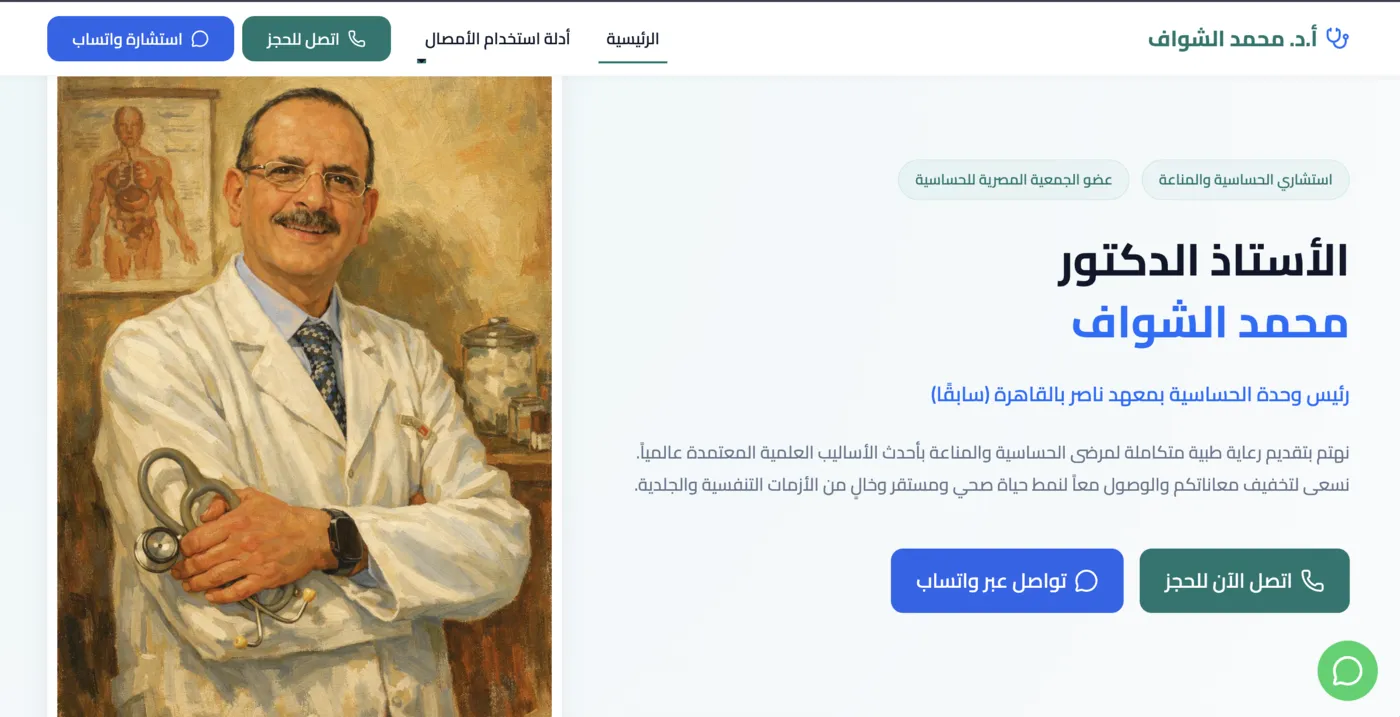 أ.د. محمد الشواف
الرئيسية
أدلة استخدام الأمصال
اتصل للحجز
استشارة واتساب
استشاري الحساسية والمناعة
عضو الجمعية المصرية للحساسية
الأستاذ الدكتور
محمد الشواف
رئيس وحدة الحساسية بمعهد ناصر بالقاهرة (سابقًا)
نهتم بتقديم رعاية طبية متكاملة لمرضى الحساسية والمناعة بأحدث الأساليب العلمية المعتمدة عالمياً.
نسعى لتخفيف معاناتكم والوصول معاً لنمط حياة صحي ومستقر وخالٍ من الأزمات التنفسية والجلدية.
اتصل الآن للحجز
تواصل عبر واتساب